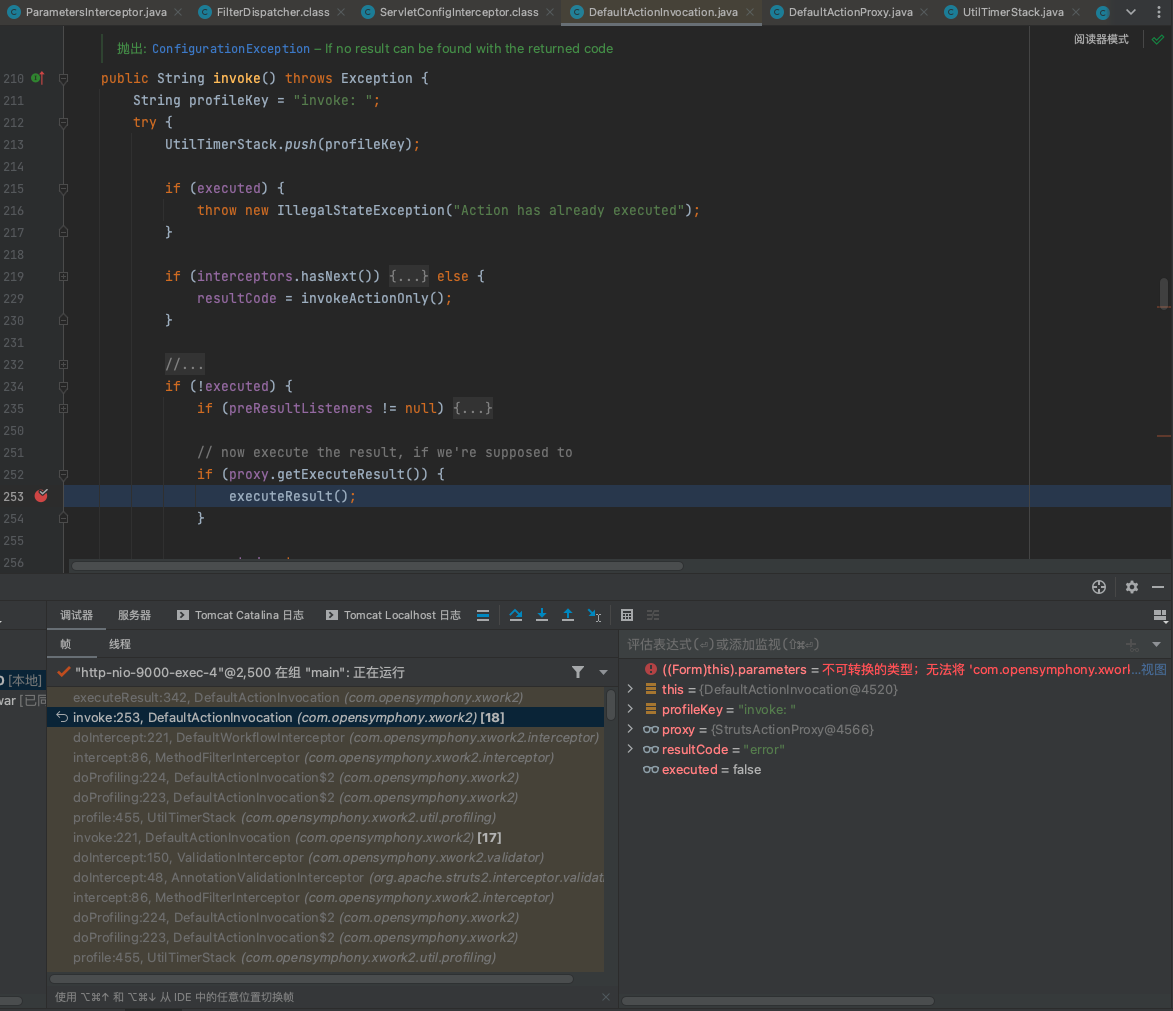 ParametersInterceptor.java FilterDispatcher.class ServletConfigInterceptor.class DefaultActionInvocation.java DefaultActionProxy.java UtilTimerStack.java
抛出: ConfigurationException – If no result can be found with the returned code
阅读器模式
210 public String invoke() throws Exception {
211 String profileKey = "invoke: ";
212 try {
213 UtilTimerStack.push(profileKey);
214
215 if (executed) {
216 throw new IllegalStateException("Action has already executed");
217 }
218
219 if (interceptors.hasNext()) {...} else {
229 resultCode = invokeActionOnly();
230 }
231
232 //...
234 if (!executed) {
235 if (preResultListeners != null) {...}
250
251 // now execute the result, if we're supposed to
252 if (proxy.getExecuteResult()) {
253 executeResult();
254 }
255
256
调试器 服务器 Tomcat Catalina 日志 Tomcat Localhost 日志
帧 线程
[本地]
war [已同
"http-nio-9000-exec-4"@2,500 在组 "main": 正在运行
executeResult:342, DefaultActionInvocation (com.opensymphony.xwork2)
invoke:253, DefaultActionInvocation (com.opensymphony.xwork2) [18]
doIntercept:221, DefaultWorkflowInterceptor (com.opensymphony.xwork2.interceptor)
intercept:86, MethodFilterInterceptor (com.opensymphony.xwork2.interceptor)
doProfiling:224, DefaultActionInvocation$2 (com.opensymphony.xwork2)
doProfiling:223, DefaultActionInvocation$2 (com.opensymphony.xwork2)
profile:455, UtilTimerStack (com.opensymphony.xwork2.util.profiling)
invoke:221, DefaultActionInvocation (com.opensymphony.xwork2) [17]
doIntercept:150, ValidationInterceptor (com.opensymphony.xwork2.validator)
doIntercept:48, AnnotationValidationInterceptor (org.apache.struts2.interceptor.validat
intercept:86, MethodFilterInterceptor (com.opensymphony.xwork2.interceptor)
doProfiling:224, DefaultActionInvocation$2 (com.opensymphony.xwork2)
doProfiling:223, DefaultActionInvocation$2 (com.opensymphony.xwork2)
profile:455, UtilTimerStack (com.opensymphony.xwork2.util.profiling)
使用 ⌥⌘↑ 和 ⌥⌘↓ 从 IDE 中的任意位置切换帧
评估表达式(⏎)或添加监视(⇧⌘⏎)
((Form)this).parameters = 不可转换的类型；无法将 'com.opensymphony.xworl...视图
this = {DefaultActionInvocation@4520}
profileKey = "invoke: "
proxy = {StrutsActionProxy@4566}
resultCode = "error"
executed = false